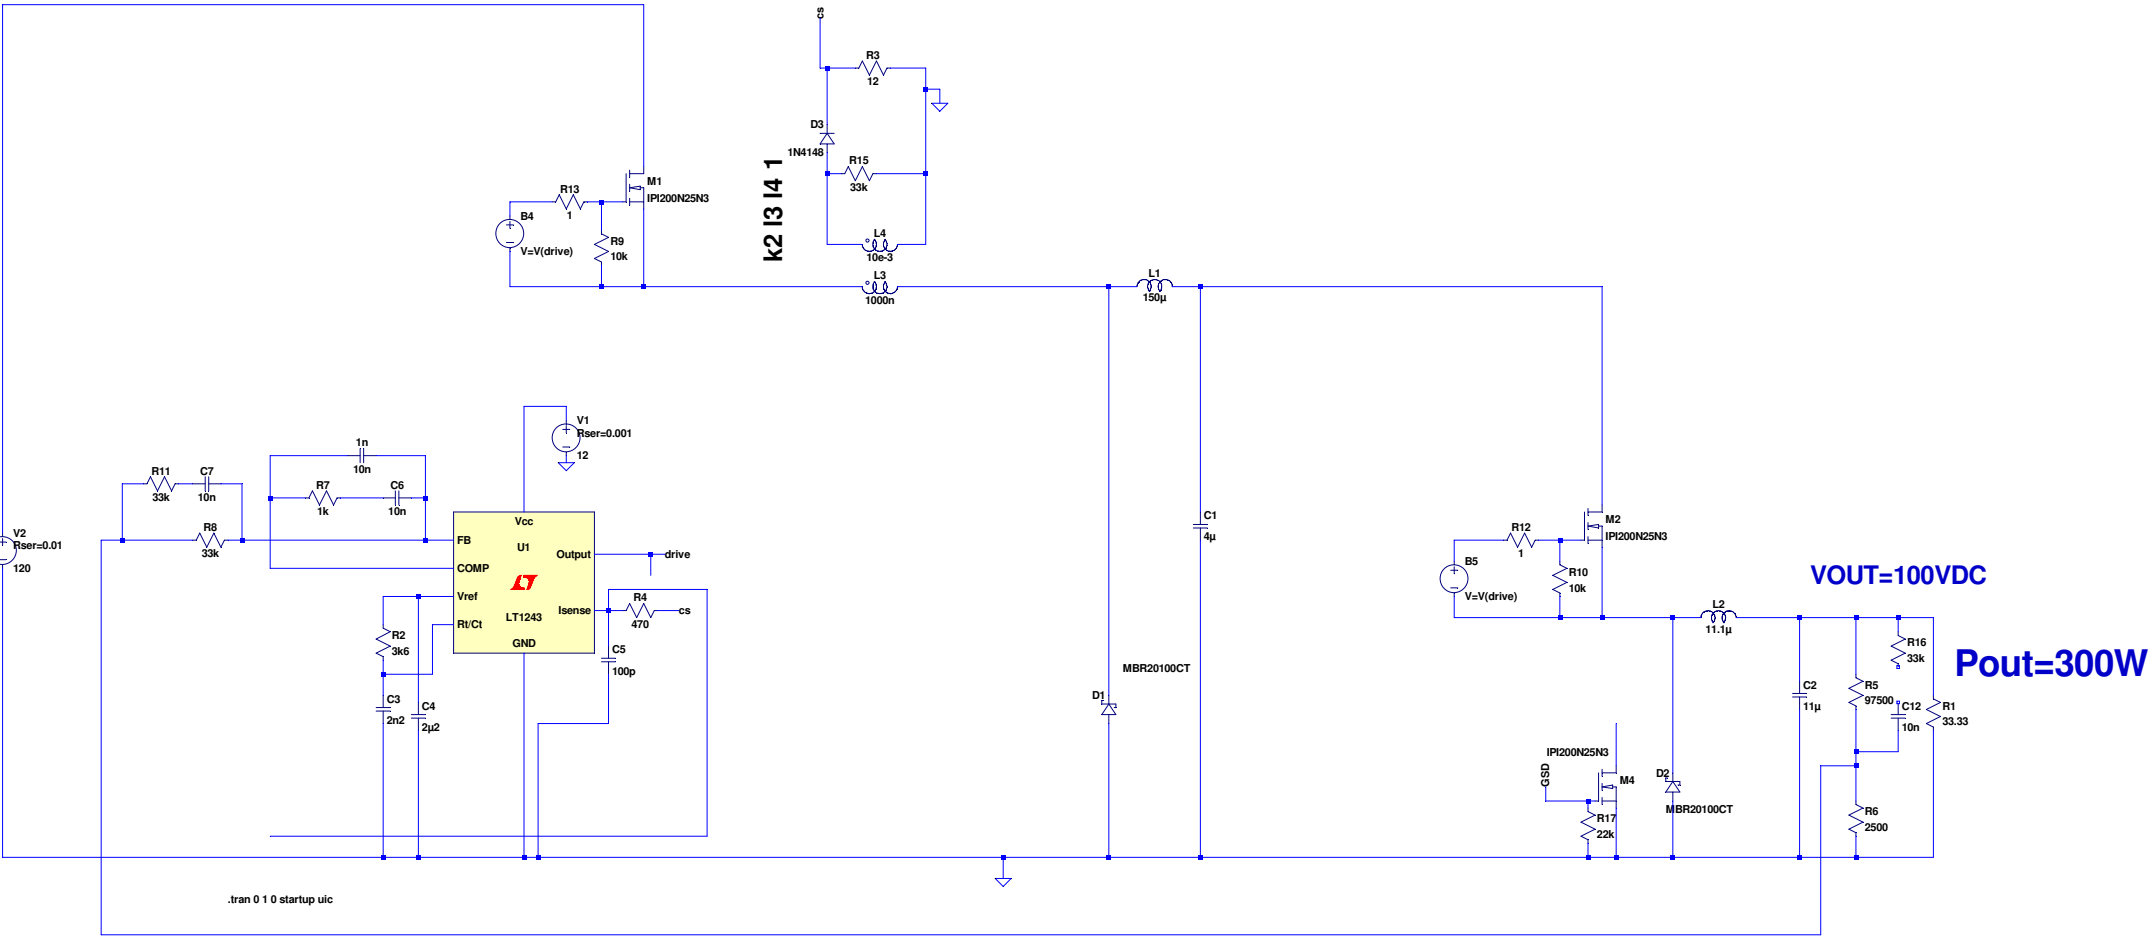 cs
R3
12
D3
1N4148
R15
33k
k2 l3 l4 1
L4
10e-3
L3
1000n
M1
IPI200N25N3
R13
1
B4
V=V(drive)
R9
10k
L1
150µ
V1
Rser=0.001
12
1n
10n
R11
33k
C7
10n
R7
1k
C6
10n
R8
33k
V2
Rser=0.01
120
Vcc
FB
U1
Output
drive
COMP
Vref
Isense
LT1243
Rt/Ct
GND
R4
470
cs
R2
3k6
C5
100p
C3
2n2
C4
2µ2
C1
4µ
M2
IPI200N25N3
R12
1
B5
V=V(drive)
R10
10k
VOUT=100VDC
L2
11.1µ
R16
33k
Pout=300W
MBR20100CT
D1
C2
11µ
R5
97500
C12
10n
R1
33.33
IPI200N25N3
GSD
M4
D2
MBR20100CT
R17
22k
R6
2500
.tran 0 1 0 startup uic